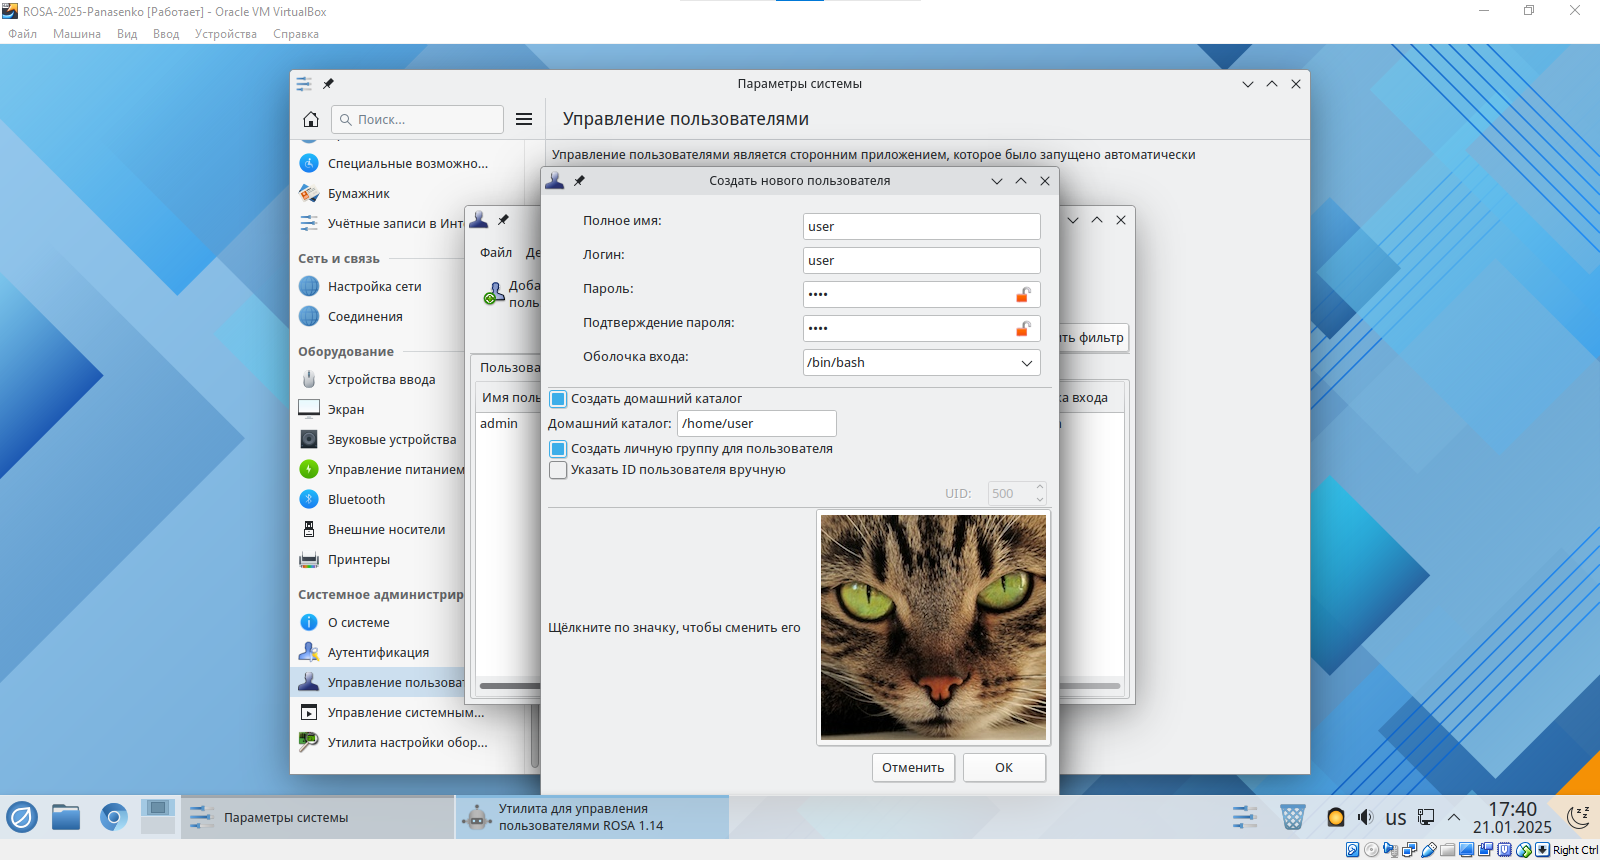 ROSA-2025-Panasenko [Работает] - Oracle VM VirtualBox
Файл Машина Вид Ввод Устройства Справка
Параметры системы
Поиск...
Управление пользователями
Управление пользователями является сторонним приложением, которое было запущено автоматически
Специальные возможно...
Бумажник
Учётные записи в Инт
Сеть и связь
Настройка сети
Соединения
Оборудование
Устройства ввода
Экран
Звуковые устройства
Управление питанием
Bluetooth
Внешние носители
Принтеры
Системное администрир
О системе
Аутентификация
Управление пользоват
Управление системным...
Утилита настройки обор...
Файл Де
Доба
поль
ть фильтр
Пользова
Имя поль
ка входа
admin
Создать нового пользователя
Полное имя: user
Логин: user
Пароль: ••••
Подтверждение пароля: ••••
Оболочка входа: /bin/bash
Создать домашний каталог
Домашний каталог: /home/user
Создать личную группу для пользователя
Указать ID пользователя вручную
UID: 500
Щёлкните по значку, чтобы сменить его
Отменить OK
Параметры системы
Утилита для управления
пользователями ROSA 1.14
us
17:40
21.01.2025
Right Ctrl